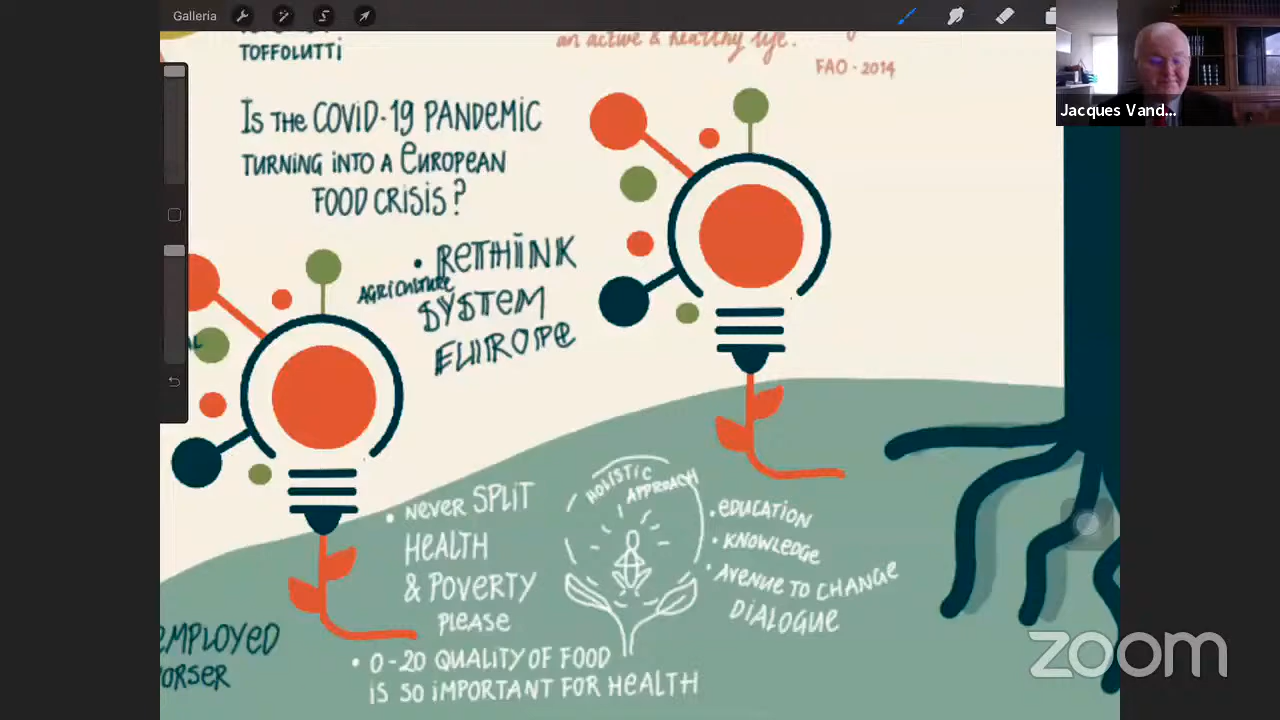 Galleria
TOFFOLUTTI
an active & healthy life.
FAO - 2014
Jacques Vand...
IS THE COVID-19 PANDEMIC
TURNING INTO A EUROPEAN
FOOD CRISIS?
• RETHINK
AGRICULTURE
SYSTEM
EUROPE
• NEVER SPLIT
HEALTH
& POVERTY
PLEASE
HOLISTIC
APPROACH
• EDUCATION
• KNOWLEDGE
• AVENUE TO CHANGE
DIALOGUE
• 0-20 QUALITY OF FOOD
IS SO IMPORTANT FOR HEALTH
EMPLOYED
zoom